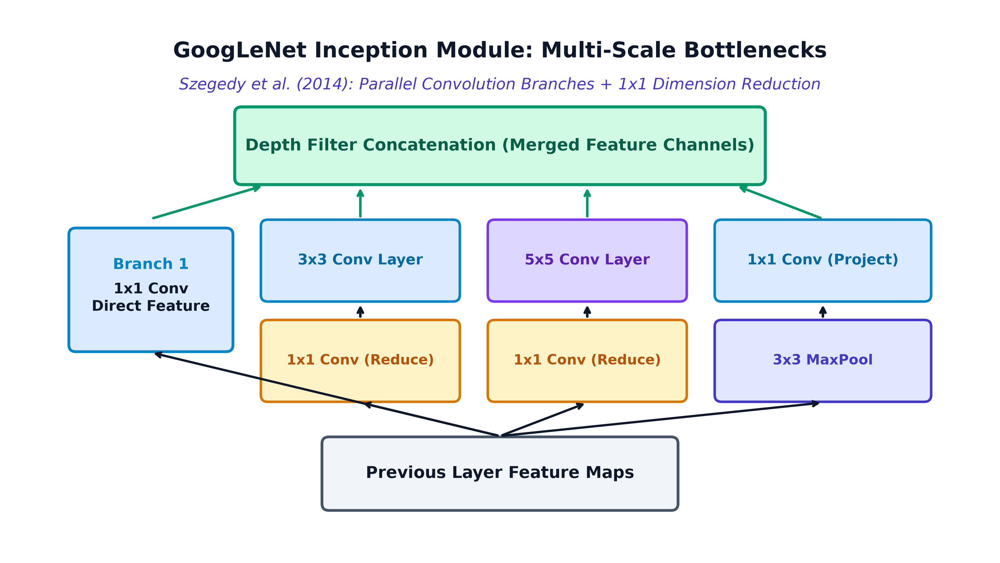 GoogLeNet Inception Module: Multi-Scale Bottlenecks
Szegedy et al. (2014): Parallel Convolution Branches + 1x1 Dimension Reduction
Depth Filter Concatenation (Merged Feature Channels)
Branch 1
1x1 Conv
Direct Feature
3x3 Conv Layer
5x5 Conv Layer
1x1 Conv (Project)
1x1 Conv (Reduce)
1x1 Conv (Reduce)
3x3 MaxPool
Previous Layer Feature Maps